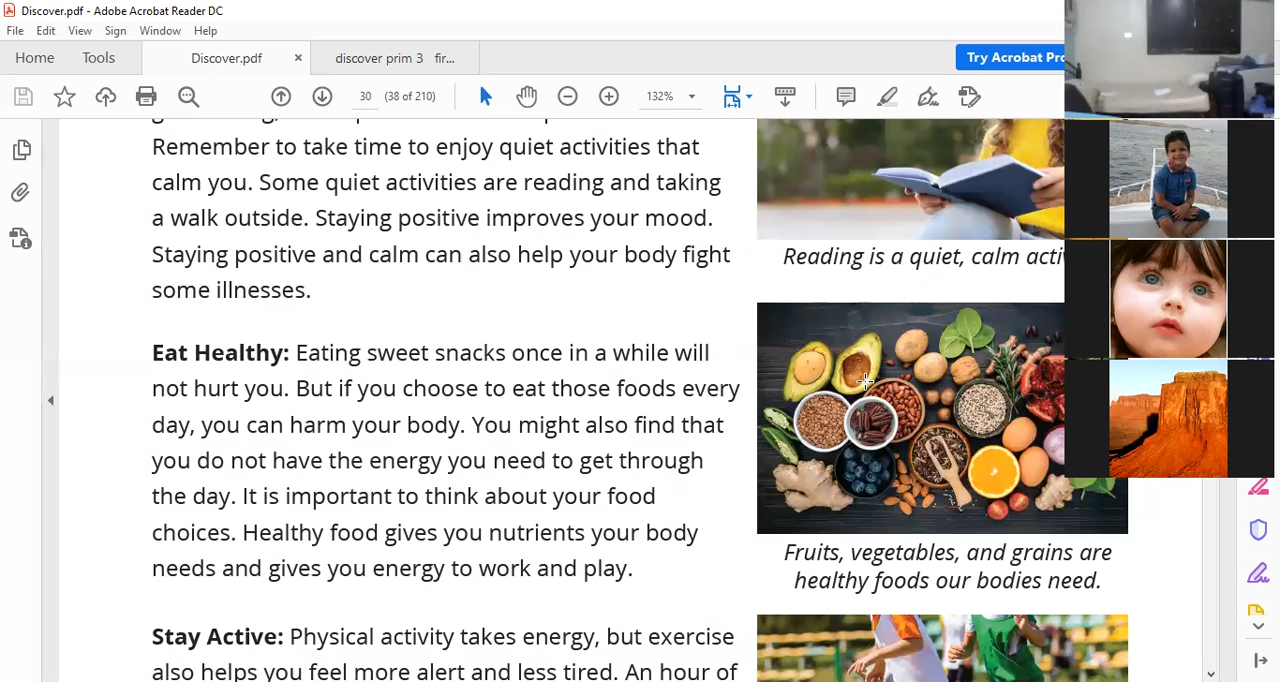 Discover.pdf - Adobe Acrobat Reader DC
File Edit View Sign Window Help
Home Tools Discover.pdf × discover prim 3 fir... Try Acrobat Pro
30 (38 of 210) 132%
Remember to take time to enjoy quiet activities that
calm you. Some quiet activities are reading and taking
a walk outside. Staying positive improves your mood.
Staying positive and calm can also help your body fight
some illnesses.
Reading is a quiet, calm acti
Eat Healthy: Eating sweet snacks once in a while will
not hurt you. But if you choose to eat those foods every
day, you can harm your body. You might also find that
you do not have the energy you need to get through
the day. It is important to think about your food
choices. Healthy food gives you nutrients your body
needs and gives you energy to work and play.
Fruits, vegetables, and grains are
healthy foods our bodies need.
Stay Active: Physical activity takes energy, but exercise
also helps you feel more alert and less tired. An hour of